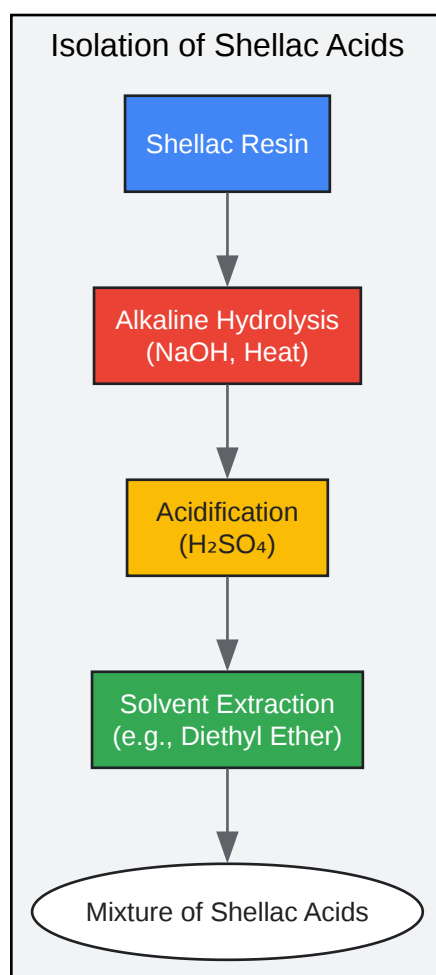 Isolation of Shellac Acids
Shellac Resin
Alkaline Hydrolysis
(NaOH, Heat)
Acidification
(H₂SO₄)
Solvent Extraction
(e.g., Diethyl Ether)
Mixture of Shellac Acids